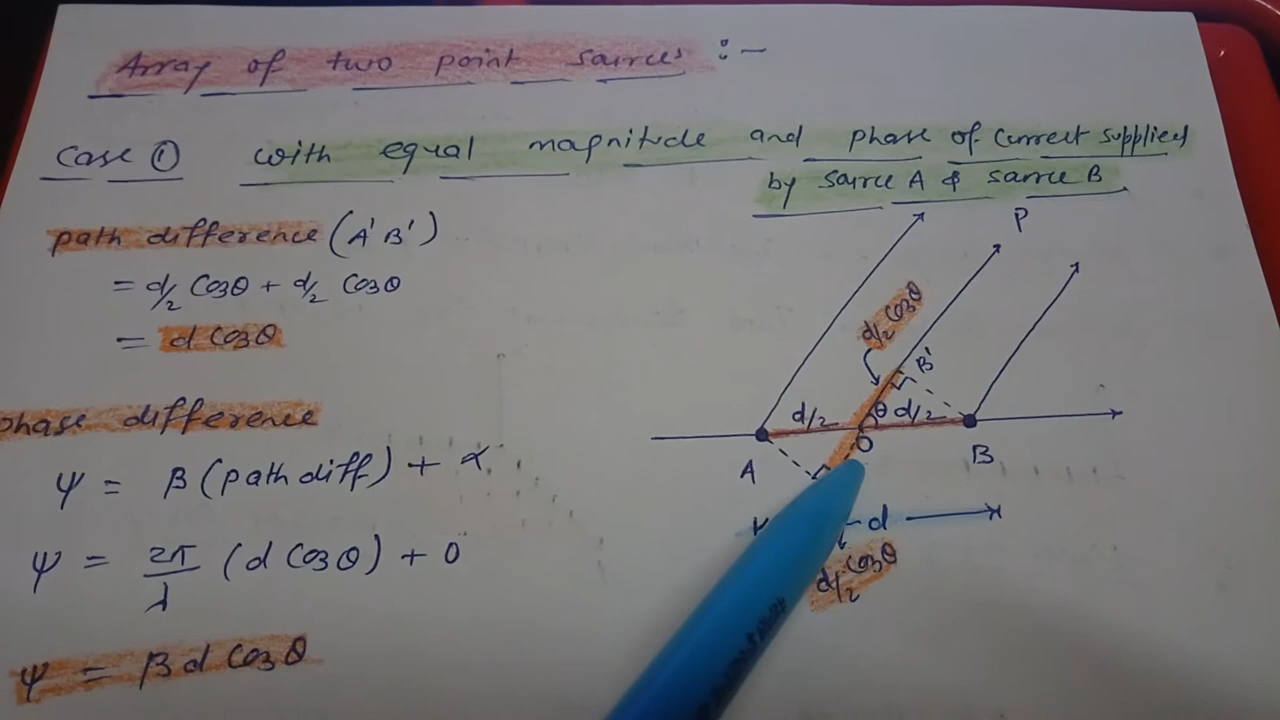 Array of two point sources :-
Case ① with equal magnitude and phase of current supplied
by source A & source B
path difference (A'B')
= d/2 Cosθ + d/2 Cosθ
= d Cosθ
phase difference
ψ = β (path diff) + α
ψ = 2π/λ (d Cosθ) + 0
ψ = β d Cosθ
P
d/2 Cosθ
B'
d/2
θ
d/2
O
A
B
d
d/2 Cosθ